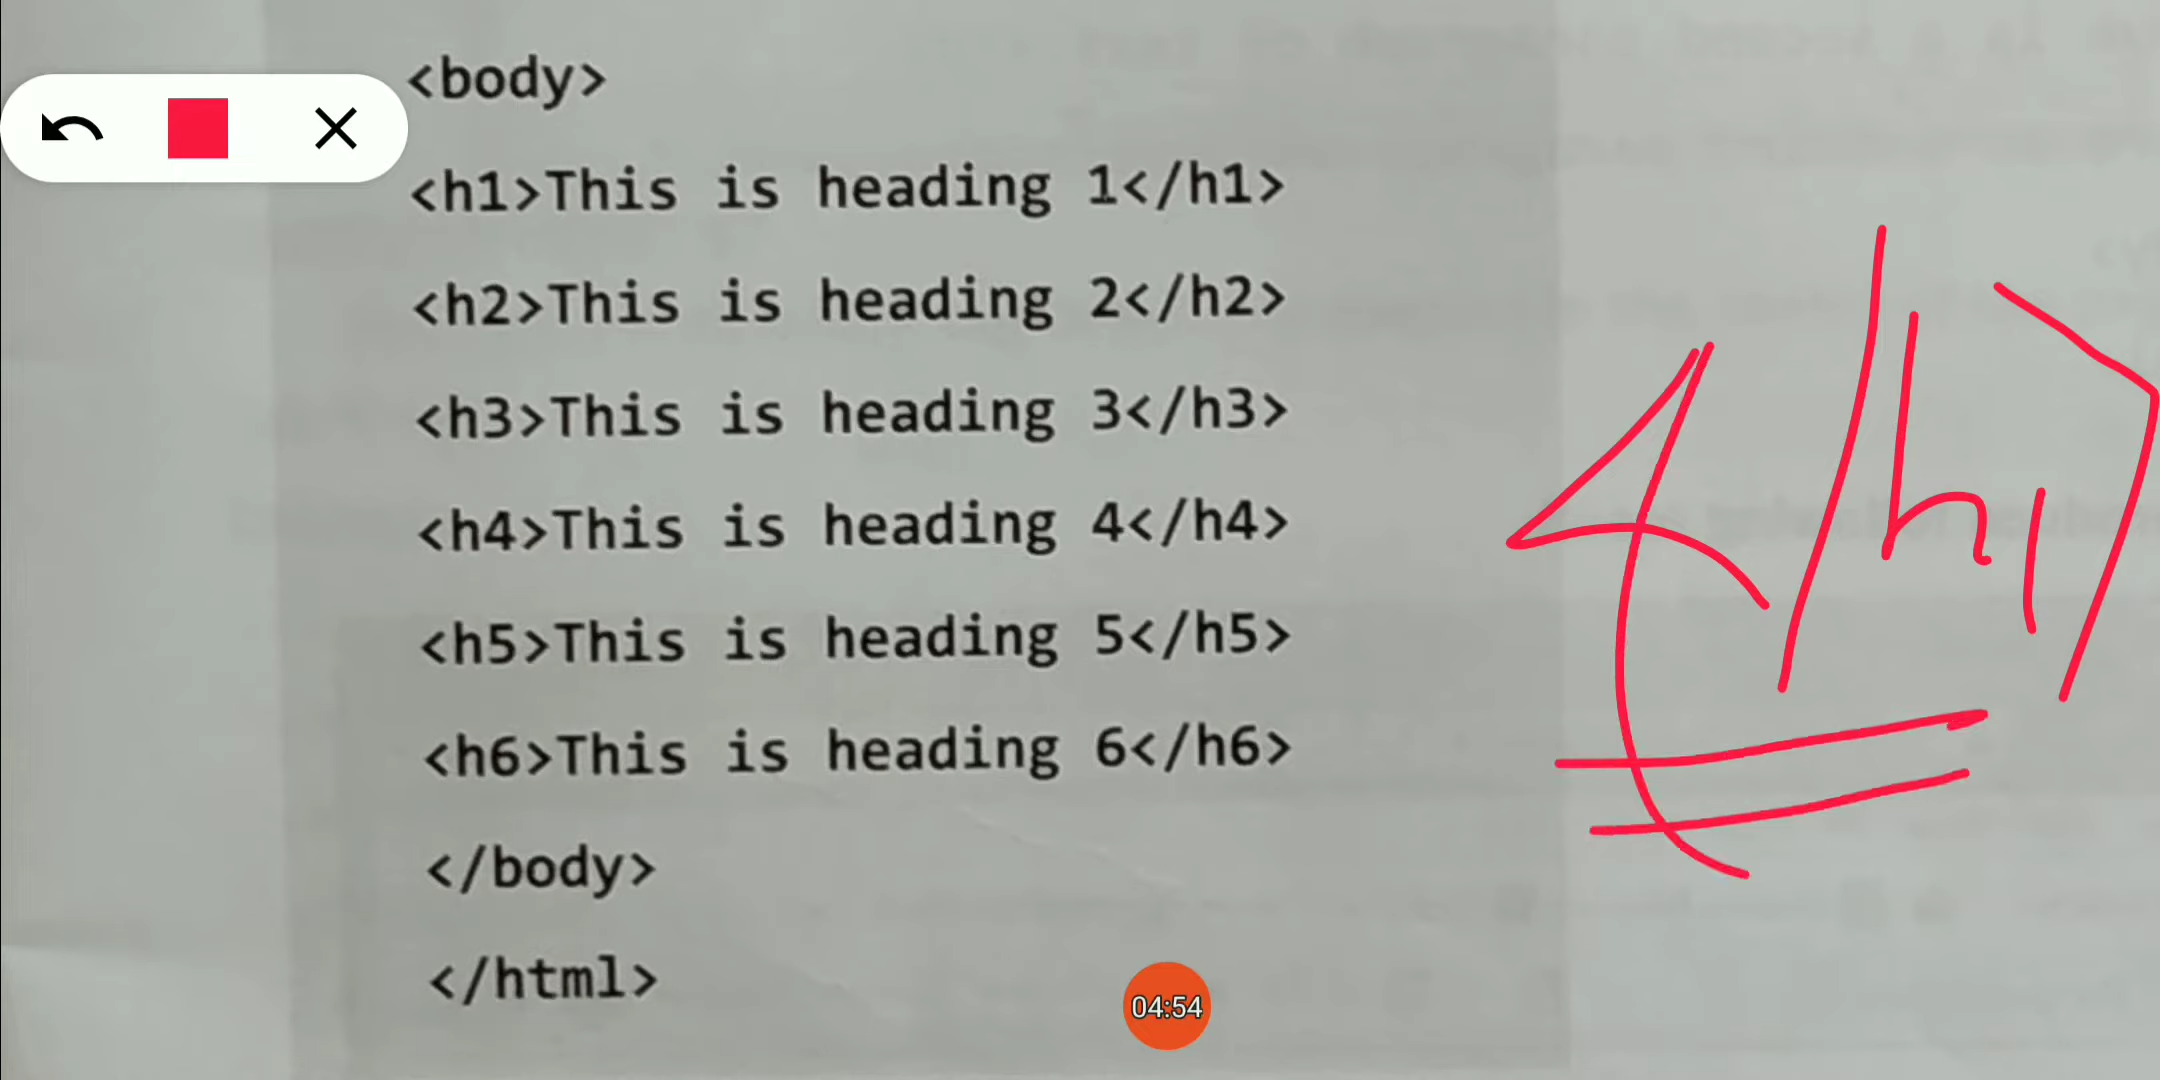 <body>
<h1>This is heading 1</h1>
<h2>This is heading 2</h2>
<h3>This is heading 3</h3>
<h4>This is heading 4</h4>
<h5>This is heading 5</h5>
<h6>This is heading 6</h6>
</body>
</html>
</h1>
04:54